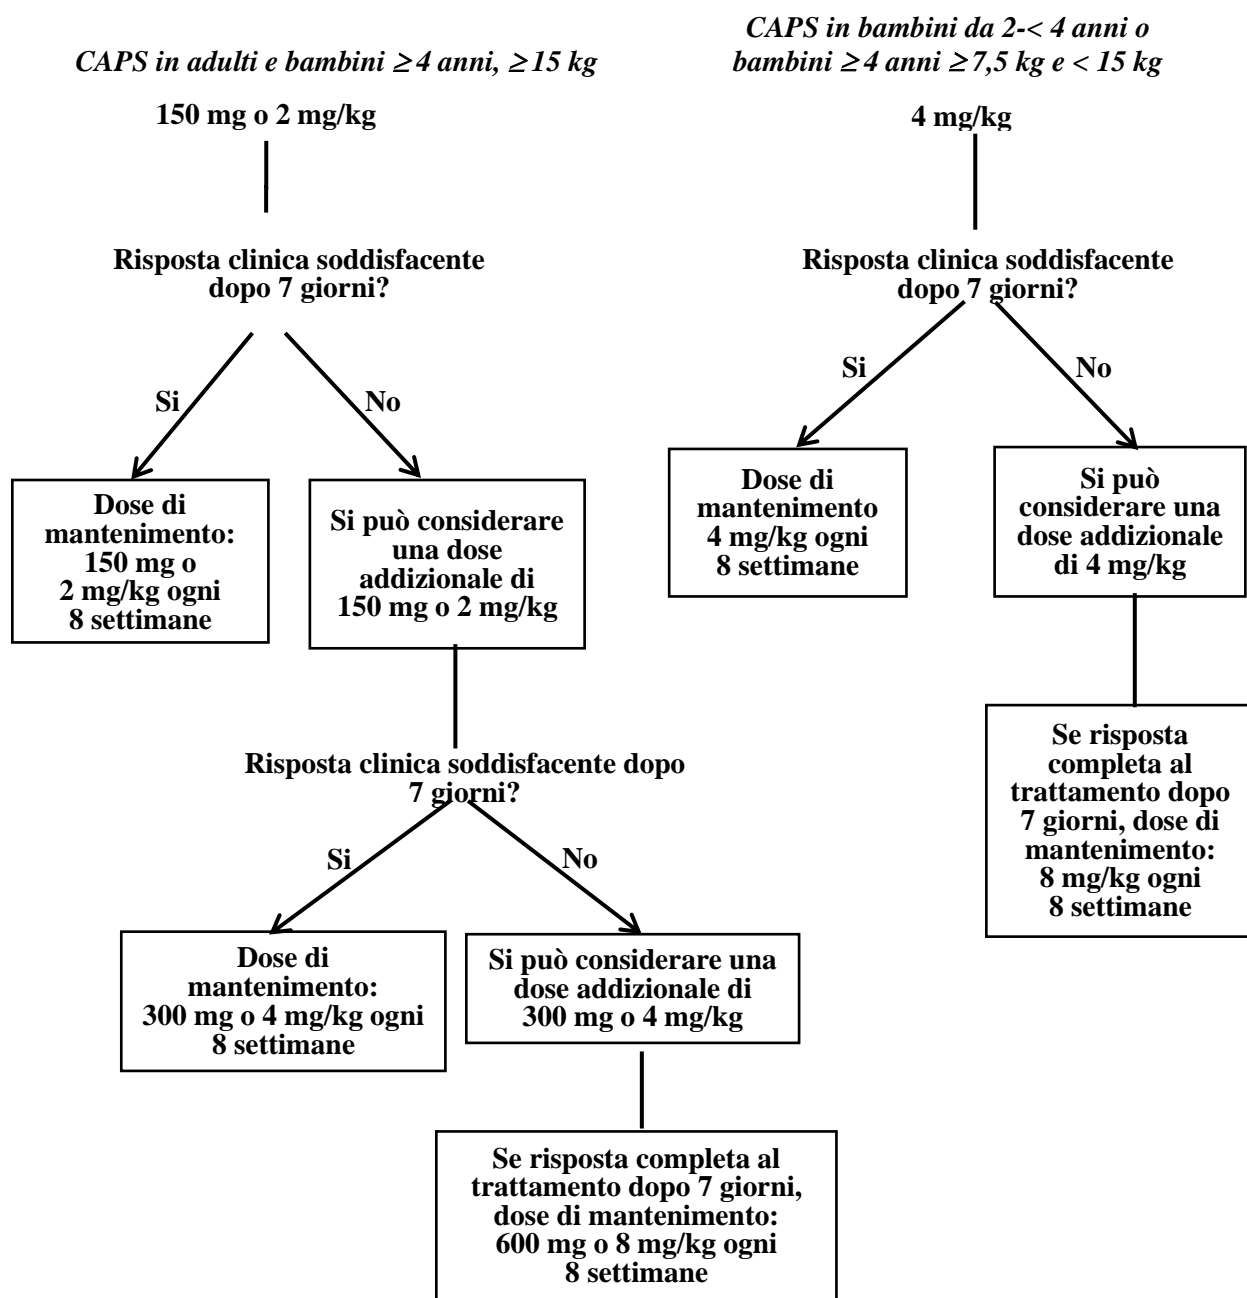 CAPS in adulti e bambini ≥ 4 anni, ≥ 15 kg
150 mg o 2 mg/kg
Risposta clinica soddisfacente
dopo 7 giorni?
Si
No
Dose di
mantenimento:
150 mg o
2 mg/kg ogni
8 settimane
Si può considerare
una dose
addizionale di
150 mg o 2 mg/kg
Risposta clinica soddisfacente dopo
7 giorni?
Si
No
Dose di
mantenimento:
300 mg o 4 mg/kg ogni
8 settimane
Si può considerare una
dose addizionale di
300 mg o 4 mg/kg
Se risposta completa al
trattamento dopo 7 giorni,
dose di mantenimento:
600 mg o 8 mg/kg ogni
8 settimane
CAPS in bambini da 2-< 4 anni o
bambini ≥ 4 anni ≥ 7,5 kg e < 15 kg
4 mg/kg
Risposta clinica soddisfacente
dopo 7 giorni?
Si
No
Dose di
mantenimento
4 mg/kg ogni
8 settimane
Si può
considerare una
dose addizionale
di 4 mg/kg
Se risposta
completa al
trattamento dopo
7 giorni, dose di
mantenimento:
8 mg/kg ogni
8 settimane